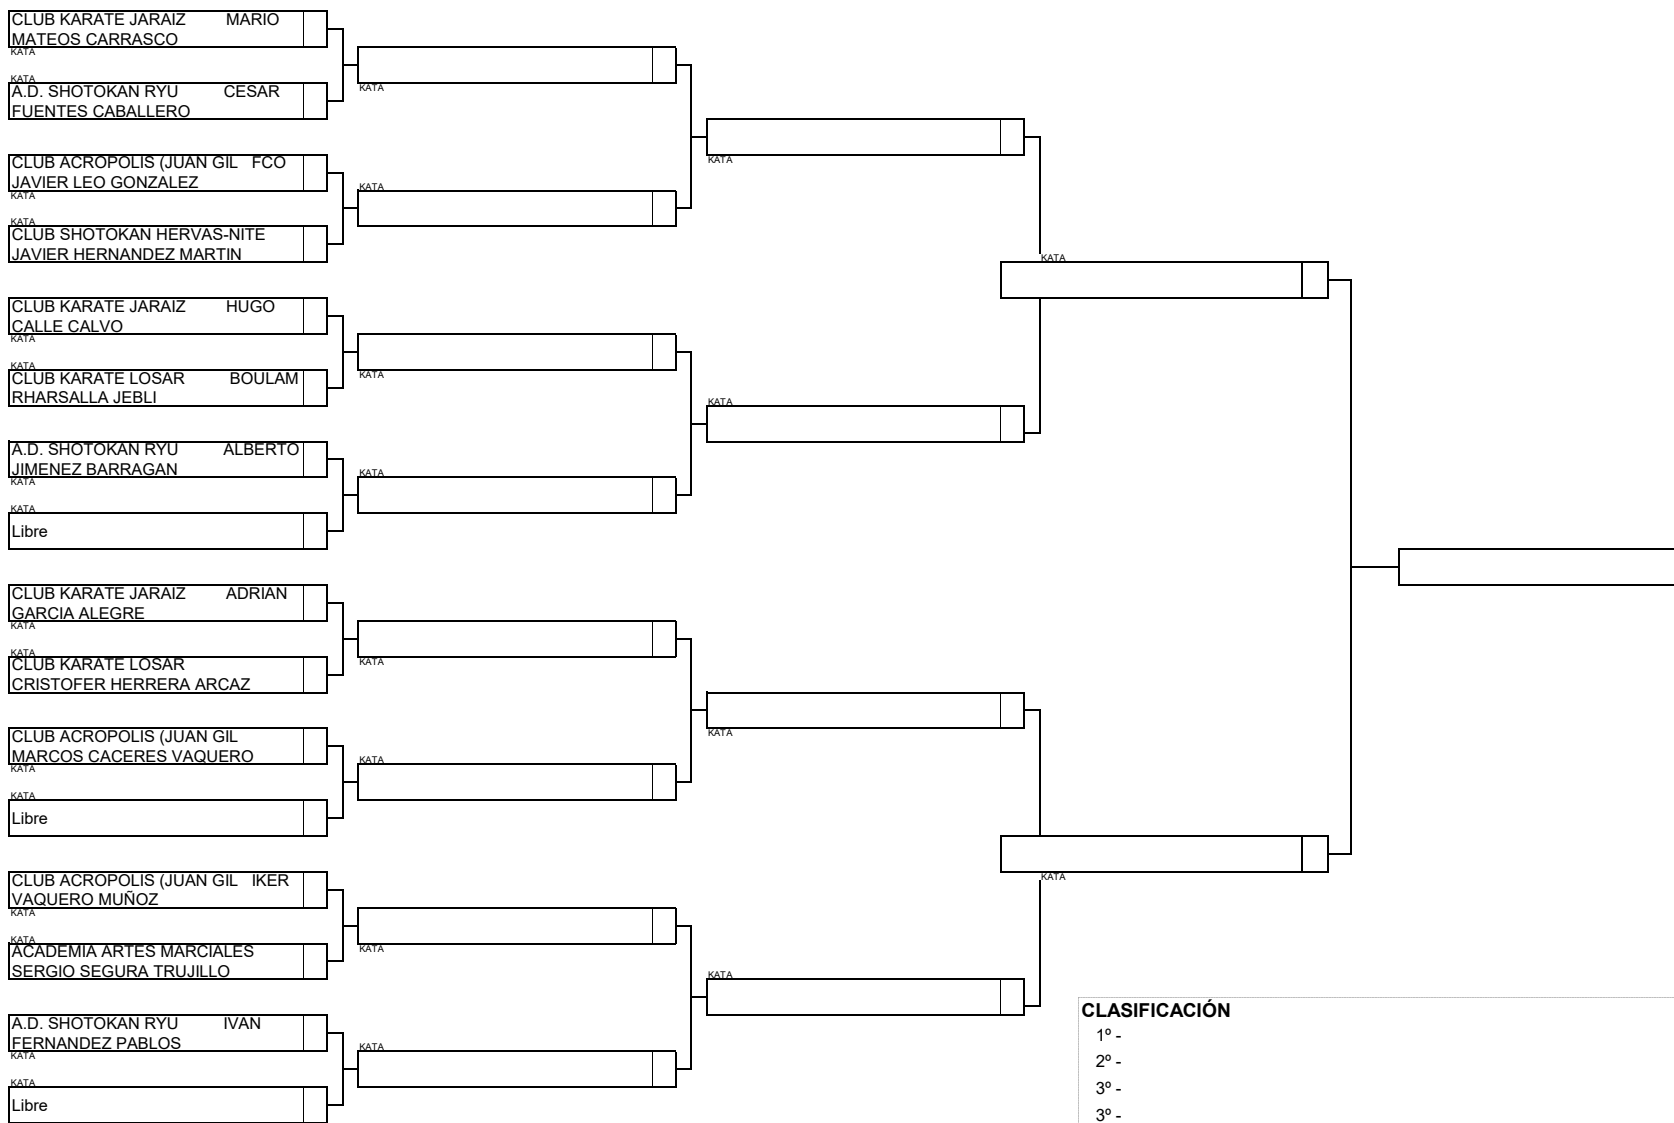 CLUB KARATE JARAIZ MARIO
MATEOS CARRASCO
KATA
KATA
A.D. SHOTOKAN RYU CESAR
FUENTES CABALLERO
CLUB ACROPOLIS (JUAN GIL FCO
JAVIER LEO GONZALEZ
KATA
KATA
CLUB SHOTOKAN HERVAS-NITE
JAVIER HERNANDEZ MARTIN
CLUB KARATE JARAIZ HUGO
CALLE CALVO
KATA
KATA
CLUB KARATE LOSAR BOULAM
RHARSALLA JEBLI
A.D. SHOTOKAN RYU ALBERTO
JIMENEZ BARRAGAN
KATA
KATA
Libre
CLUB KARATE JARAIZ ADRIAN
GARCIA ALEGRE
KATA
KATA
CLUB KARATE LOSAR
CRISTOFER HERRERA ARCAZ
CLUB ACROPOLIS (JUAN GIL
MARCOS CACERES VAQUERO
KATA
KATA
Libre
CLUB ACROPOLIS (JUAN GIL IKER
VAQUERO MUÑOZ
KATA
KATA
ACADEMIA ARTES MARCIALES
SERGIO SEGURA TRUJILLO
A.D. SHOTOKAN RYU IVAN
FERNANDEZ PABLOS
KATA
KATA
Libre
KATA
KATA
KATA
KATA
KATA
KATA
KATA
KATA
KATA
KATA
KATA
KATA
KATA
KATA
CLASIFICACIÓN
1º -
2º -
3º -
3º -